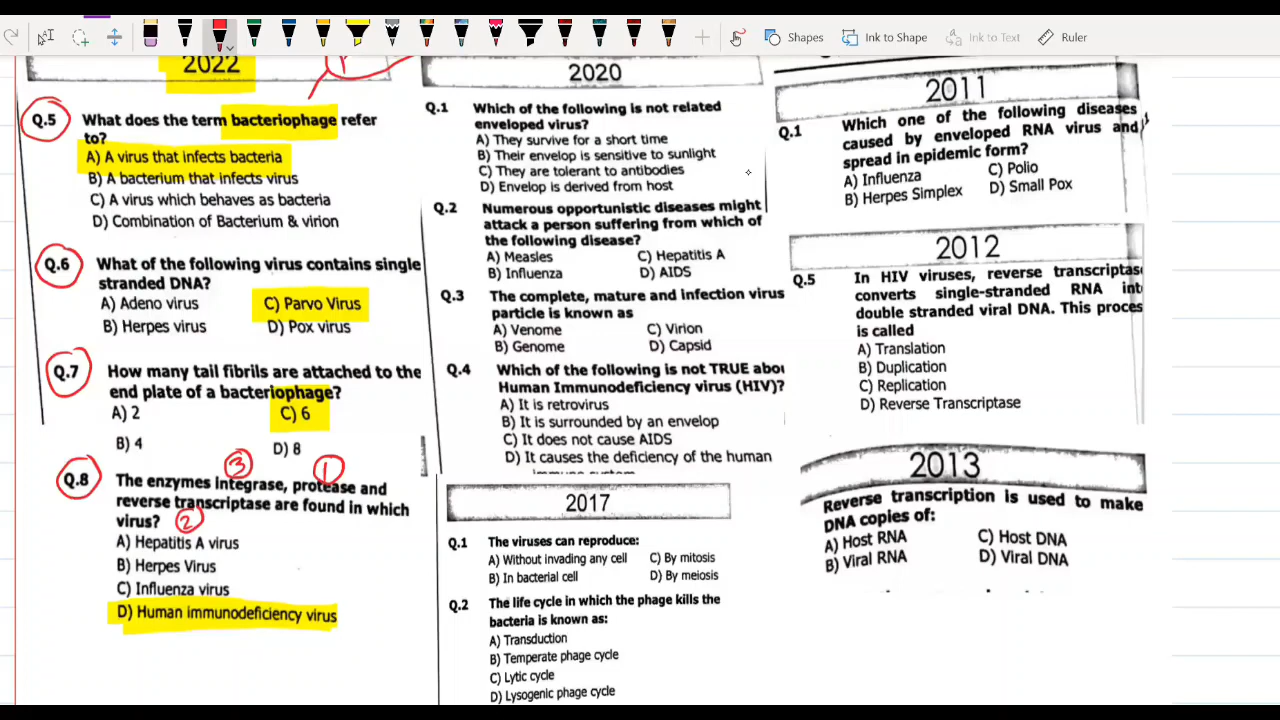 Shapes
Ink to Shape
Ink to Text
Ruler
2022
Q.5 What does the term bacteriophage refer
to?
A) A virus that infects bacteria
B) A bacterium that infects virus
C) A virus which behaves as bacteria
D) Combination of Bacterium & virion
Q.6 What of the following virus contains single
stranded DNA?
A) Adeno virus C) Parvo Virus
B) Herpes virus D) Pox virus
Q.7 How many tail fibrils are attached to the
end plate of a bacteriophage?
A) 2 C) 6
B) 4 D) 8
3 1
Q.8 The enzymes integrase, protease and
reverse transcriptase are found in which
virus? 2
A) Hepatitis A virus
B) Herpes Virus
C) Influenza virus
D) Human immunodeficiency virus
2020
Q.1 Which of the following is not related
enveloped virus?
A) They survive for a short time
B) Their envelop is sensitive to sunlight
C) They are tolerant to antibodies
D) Envelop is derived from host
Q.2 Numerous opportunistic diseases might
attack a person suffering from which of
the following disease?
A) Measles C) Hepatitis A
B) Influenza D) AIDS
Q.3 The complete, mature and infection virus
particle is known as
A) Venome C) Virion
B) Genome D) Capsid
Q.4 Which of the following is not TRUE abou
Human Immunodeficiency virus (HIV)?
A) It is retrovirus
B) It is surrounded by an envelop
C) It does not cause AIDS
D) It causes the deficiency of the human
2017
Q.1 The viruses can reproduce:
A) Without invading any cell C) By mitosis
B) In bacterial cell D) By meiosis
Q.2 The life cycle in which the phage kills the
bacteria is known as:
A) Transduction
B) Temperate phage cycle
C) Lytic cycle
D) Lysogenic phage cycle
2011
Q.1 Which one of the following diseases
caused by enveloped RNA virus and
spread in epidemic form?
A) Influenza C) Polio
B) Herpes Simplex D) Small Pox
2012
Q.5 In HIV viruses, reverse transcriptas
converts single-stranded RNA int
double stranded viral DNA. This proces
is called
A) Translation
B) Duplication
C) Replication
D) Reverse Transcriptase
2013
Reverse transcription is used to make
DNA copies of:
A) Host RNA C) Host DNA
B) Viral RNA D) Viral DNA